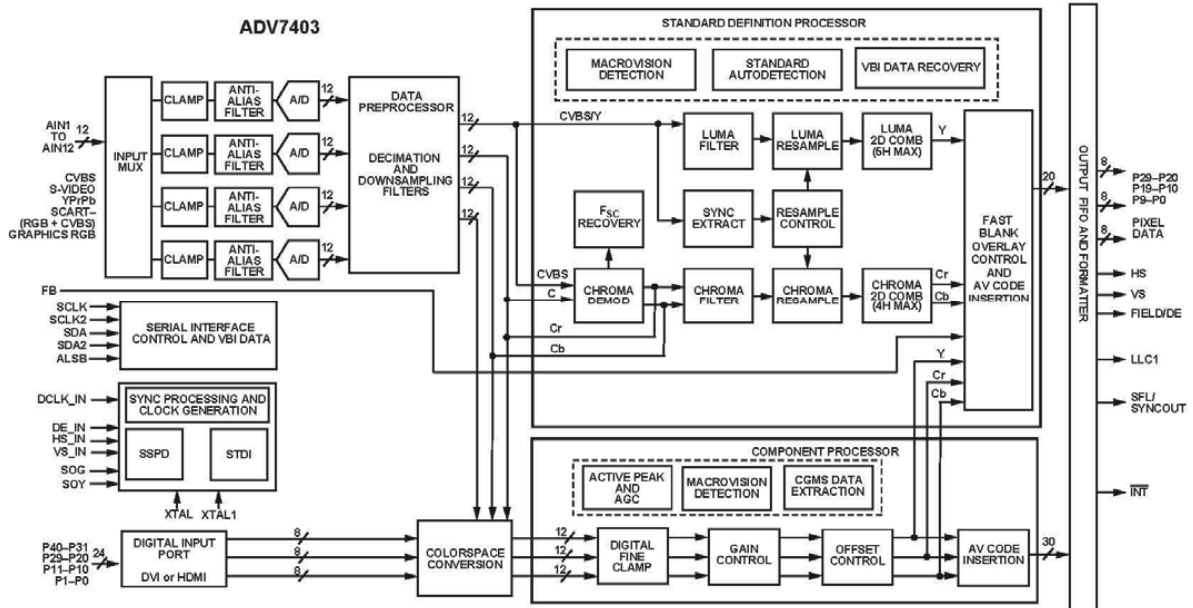 ADV7403
STANDARD DEFINITION PROCESSOR
MACROVISION
DETECTION
STANDARD
AUTODETECTION
VBI DATA RECOVERY
AIN1
TO
AIN12
12
CVBS
S-VIDEO
YPrPb
SCART–
(RGB + CVBS)
GRAPHICS RGB
INPUT
MUX
CLAMP
ANTI-
ALIAS
FILTER
A/D
12
CLAMP
ANTI-
ALIAS
FILTER
A/D
12
CLAMP
ANTI-
ALIAS
FILTER
A/D
12
CLAMP
ANTI-
ALIAS
FILTER
A/D
12
DATA
PREPROCESSOR
DECIMATION
AND
DOWNSAMPLING
FILTERS
12
12
12
12
CVBS/Y
LUMA
FILTER
LUMA
RESAMPLE
LUMA
2D COMB
(5H MAX)
Y
FSC
RECOVERY
SYNC
EXTRACT
RESAMPLE
CONTROL
CVBS
C
CHROMA
DEMOD
CHROMA
FILTER
CHROMA
RESAMPLE
CHROMA
2D COMB
(4H MAX)
Cr
Cb
Cr
Cb
Y
Cr
Cb
FAST
BLANK
OVERLAY
CONTROL
AND
AV CODE
INSERTION
20
OUTPUT FIFO AND FORMATTER
8
8
8
P29–P20
P19–P10
P9–P0
PIXEL
DATA
HS
VS
FIELD/DE
LLC1
SFL/
SYNCOUT
INT
FB
SCLK
SCLK2
SDA
SDA2
ALSB
SERIAL INTERFACE
CONTROL AND VBI DATA
DCLK_IN
DE_IN
HS_IN
VS_IN
SOG
SOY
SYNC PROCESSING AND
CLOCK GENERATION
SSPD
STDI
XTAL
XTAL1
P40–P31
P29–P20
P11–P10
P1–P0
24
DIGITAL INPUT
PORT
DVI or HDMI
8
8
8
COLORSPACE
CONVERSION
12
12
12
COMPONENT PROCESSOR
ACTIVE PEAK
AND
AGC
MACROVISION
DETECTION
CGMS DATA
EXTRACTION
DIGITAL
FINE
CLAMP
GAIN
CONTROL
OFFSET
CONTROL
AV CODE
INSERTION
30